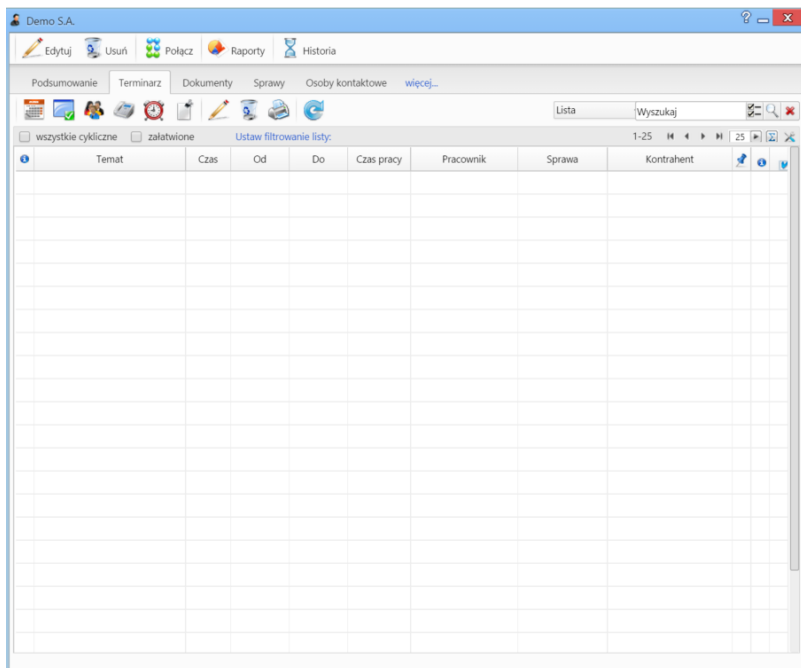 Demo S.A.
Edytuj Usuń Połącz Raporty Historia
Podsumowanie Terminarz Dokumenty Sprawy Osoby kontaktowe więcej...
Lista Wyszukaj
wszystkie cykliczne załatwione Ustaw filtrowanie listy: 1-25 25
Temat Czas Od Do Czas pracy Pracownik Sprawa Kontrahent